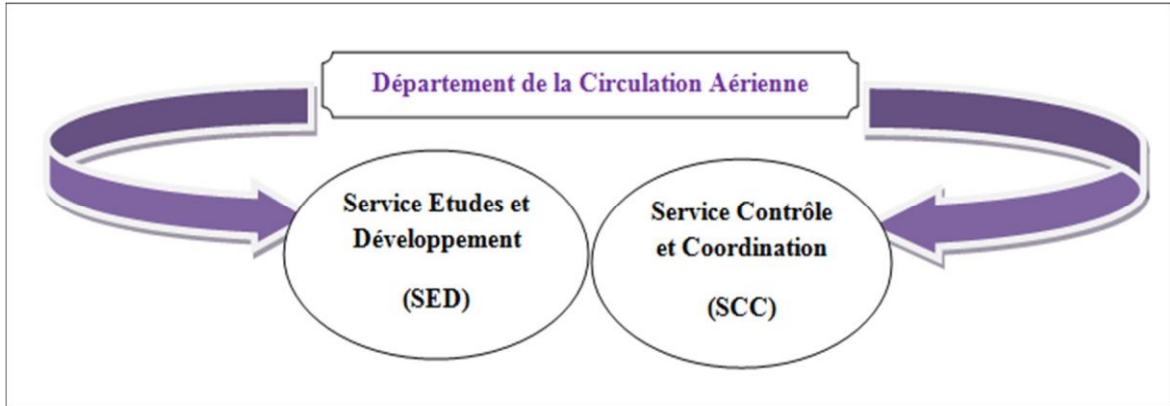 Département de la Circulation Aérienne
Service Etudes et
Développement
(SED)
Service Contrôle
et Coordination
(SCC)